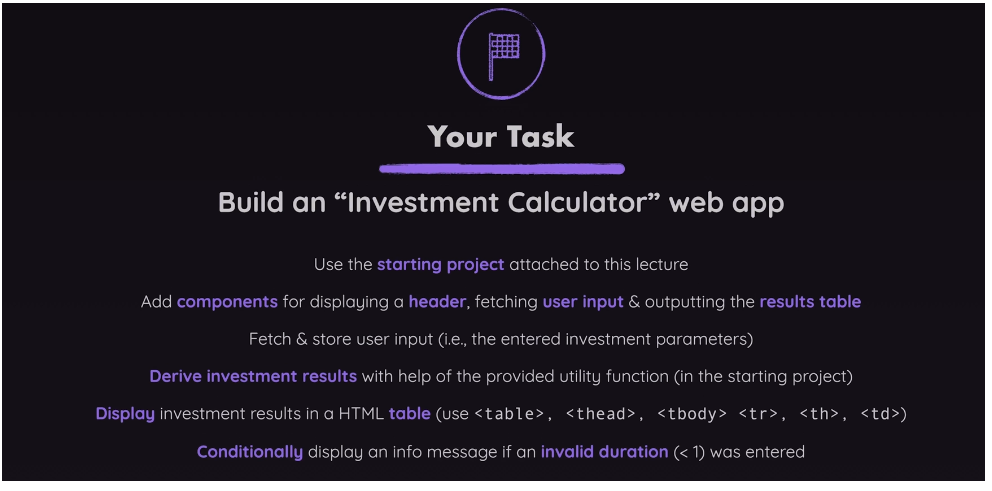 Your Task
Build an “Investment Calculator” web app
Use the starting project attached to this lecture
Add components for displaying a header, fetching user input & outputting the results table
Fetch & store user input (i.e., the entered investment parameters)
Derive investment results with help of the provided utility function (in the starting project)
Display investment results in a HTML table (use <table>, <thead>, <tbody> <tr>, <th>, <td>)
Conditionally display an info message if an invalid duration (< 1) was entered